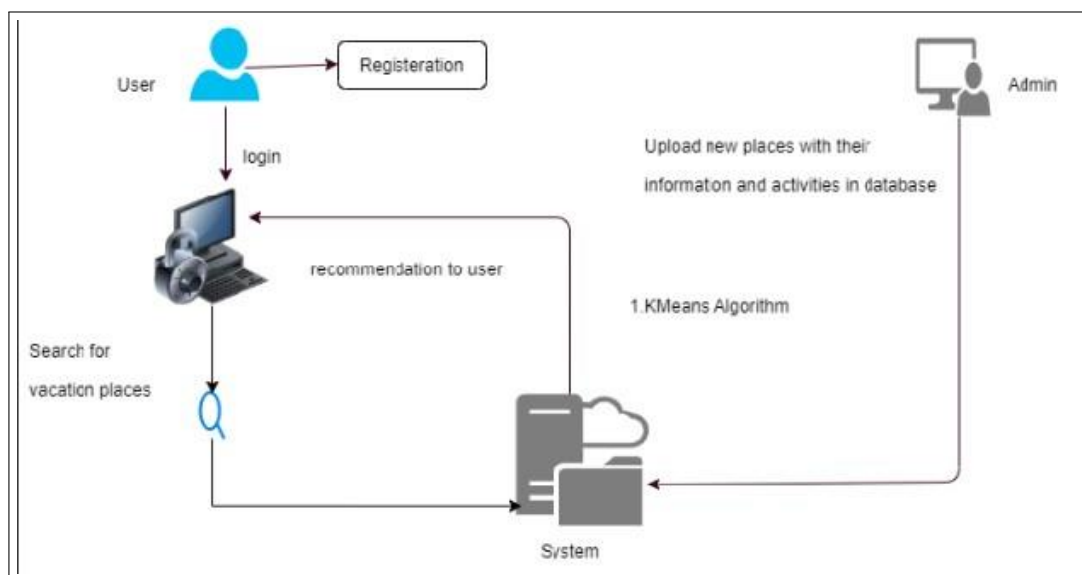 User
Registeration
Admin
login
Upload new places with their
information and activities in database
recommendation to user
1.KMeans Algorithm
Search for
vacation places
System